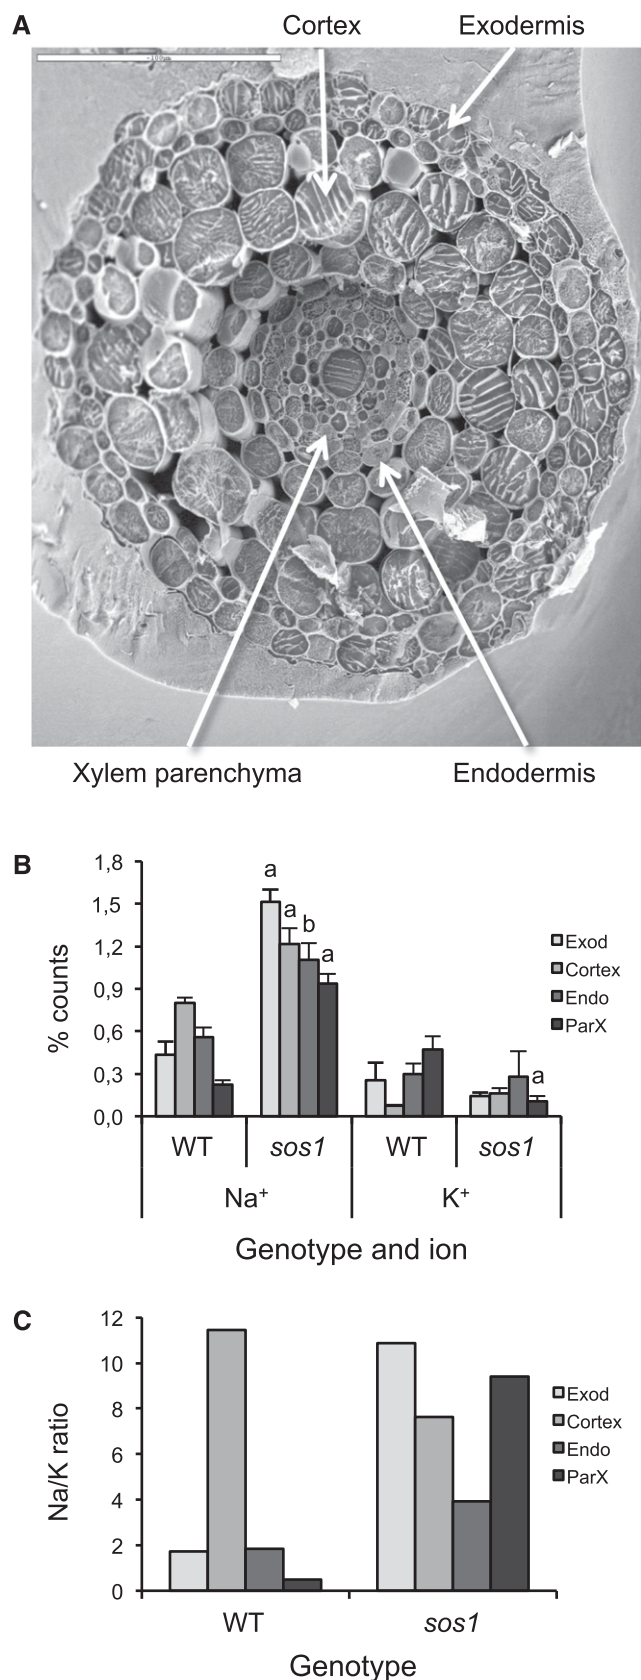 A
Cortex Exodermis
Xylem parenchyma Endodermis
B
% counts
1,8
1,5
1,2
0,9
0,6
0,3
0,0
a
a
b
a
a
Exod
Cortex
Endo
ParX
WT sos1 WT sos1
Na⁺ K⁺
Genotype and ion
C
Na/K ratio
12
10
8
6
4
2
0
Exod
Cortex
Endo
ParX
WT sos1
Genotype